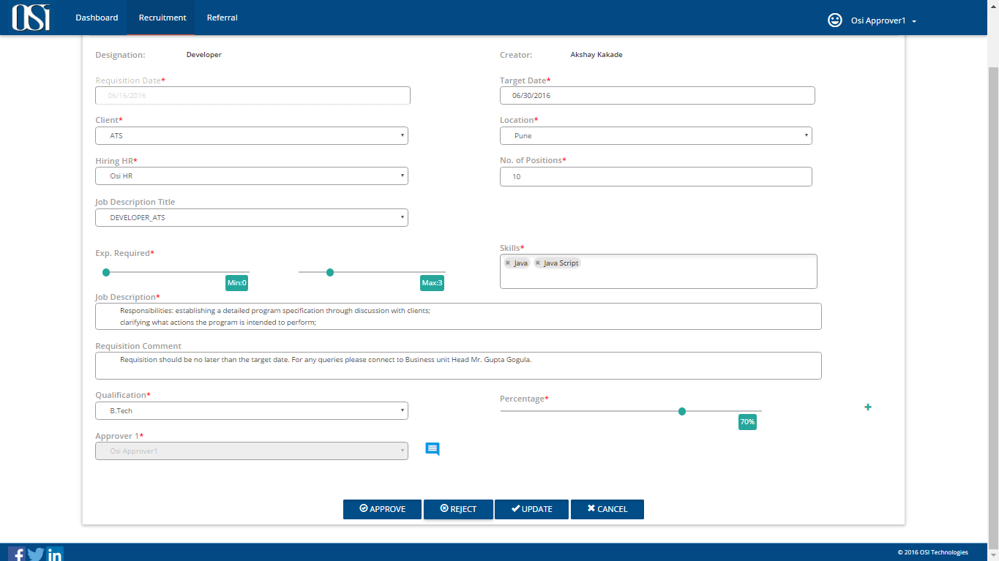 OSi Dashboard Recruitment Referral Osi Approver1
Designation: Developer Creator: Akshay Kakade
Requisition Date* Target Date*
06/16/2016 06/30/2016
Client* Location*
ATS Pune
Hiring HR* No. of Positions*
Osi HR 10
Job Description Title
DEVELOPER_ATS
Exp. Required* Skills*
× Java × Java Script
Min:0 Max:3
Job Description*
Responsibilities: establishing a detailed program specification through discussion with clients;
clarifying what actions the program is intended to perform;
Requisition Comment
Requisition should be no later than the target date. For any queries please connect to Business unit Head Mr. Gupta Gogula.
Qualification* Percentage*
B.Tech +
70%
Approver 1*
Osi Approver1
APPROVE REJECT UPDATE CANCEL
f in © 2016 OSI Technologies